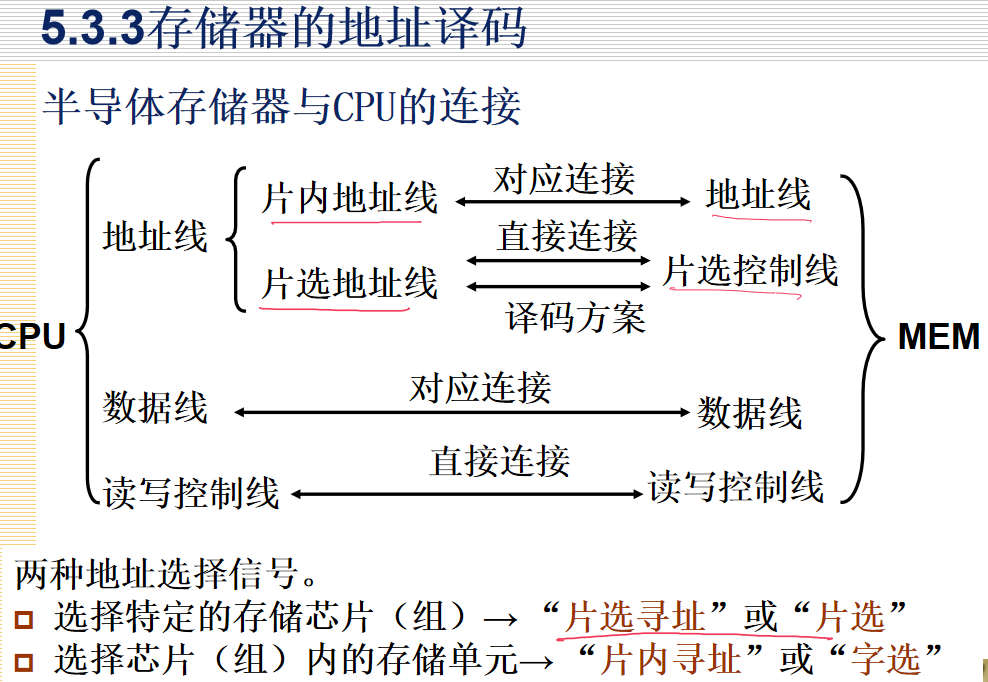 5.3.3存储器的地址译码
半导体存储器与CPU的连接
片内地址线 对应连接 地址线
地址线
直接连接
片选地址线 片选控制线
译码方案
CPU MEM
对应连接
数据线 数据线
直接连接
读写控制线 读写控制线
两种地址选择信号。
选择特定的存储芯片（组）→ “片选寻址”或“片选”
选择芯片（组）内的存储单元→ “片内寻址”或“字选”